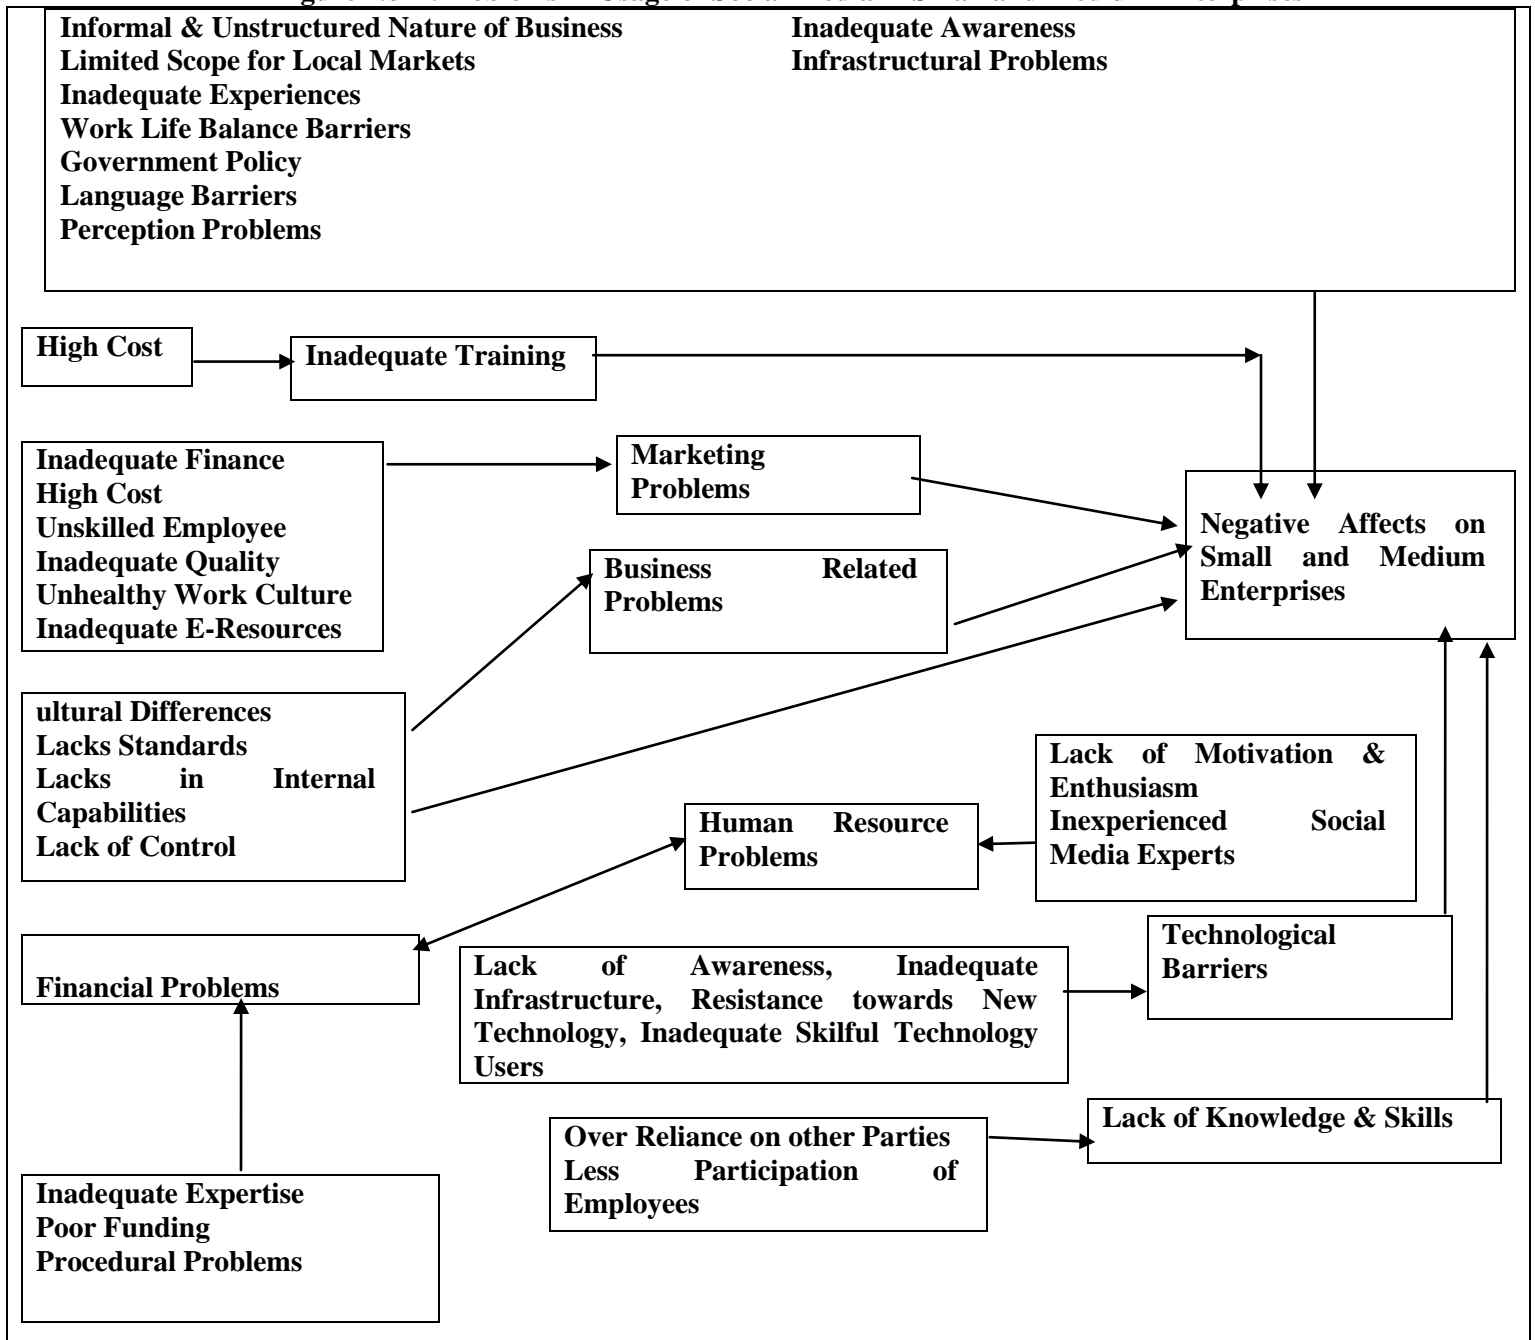 Informal & Unstructured Nature of Business
Limited Scope for Local Markets
Inadequate Experiences
Work Life Balance Barriers
Government Policy
Language Barriers
Perception Problems
Inadequate Awareness
Infrastructural Problems
High Cost
Inadequate Training
Inadequate Finance
High Cost
Unskilled Employee
Inadequate Quality
Unhealthy Work Culture
Inadequate E-Resources
Marketing
Problems
Business Related
Problems
Negative Affects on
Small and Medium
Enterprises
ultural Differences
Lacks Standards
Lacks in Internal
Capabilities
Lack of Control
Human Resource
Problems
Lack of Motivation &
Enthusiasm
Inexperienced Social
Media Experts
Financial Problems
Lack of Awareness, Inadequate
Infrastructure, Resistance towards New
Technology, Inadequate Skilful Technology
Users
Technological
Barriers
Over Reliance on other Parties
Less Participation of
Employees
Lack of Knowledge & Skills
Inadequate Expertise
Poor Funding
Procedural Problems